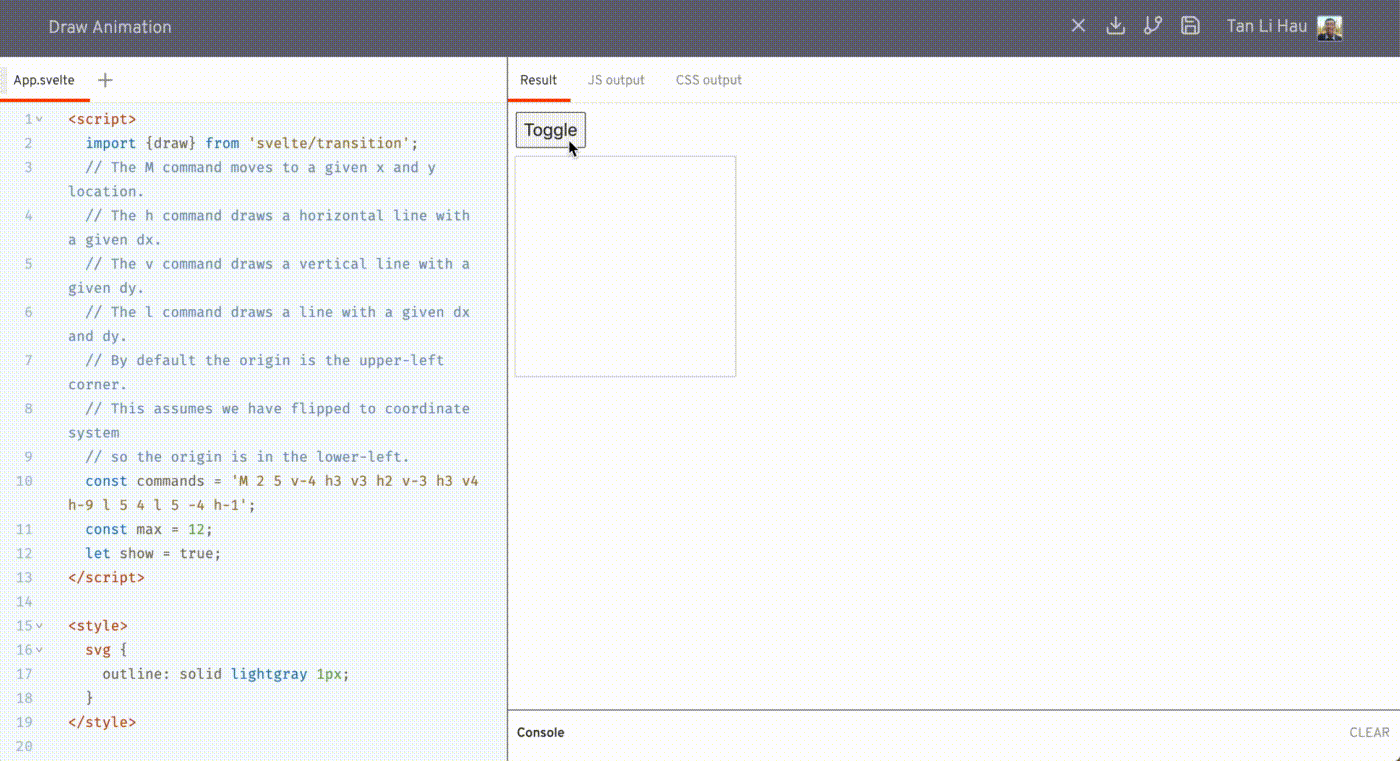 Draw Animation
Tan Li Hau
App.svelte
1 <script>
2 import {draw} from 'svelte/transition';
3 // The M command moves to a given x and y
location.
4 // The h command draws a horizontal line with
a given dx.
5 // The v command draws a vertical line with a
given dy.
6 // The l command draws a line with a given dx
and dy.
7 // By default the origin is the upper-left
corner.
8 // This assumes we have flipped to coordinate
system
9 // so the origin is in the lower-left.
10 const commands = 'M 2 5 v-4 h3 v3 h2 v-3 h3 v4
h-9 l 5 4 l 5 -4 h-1';
11 const max = 12;
12 let show = true;
13 </script>
14
15 <style>
16 svg {
17 outline: solid lightgray 1px;
18 }
19 </style>
20
Result JS output CSS output
Toggle
Console CLEAR